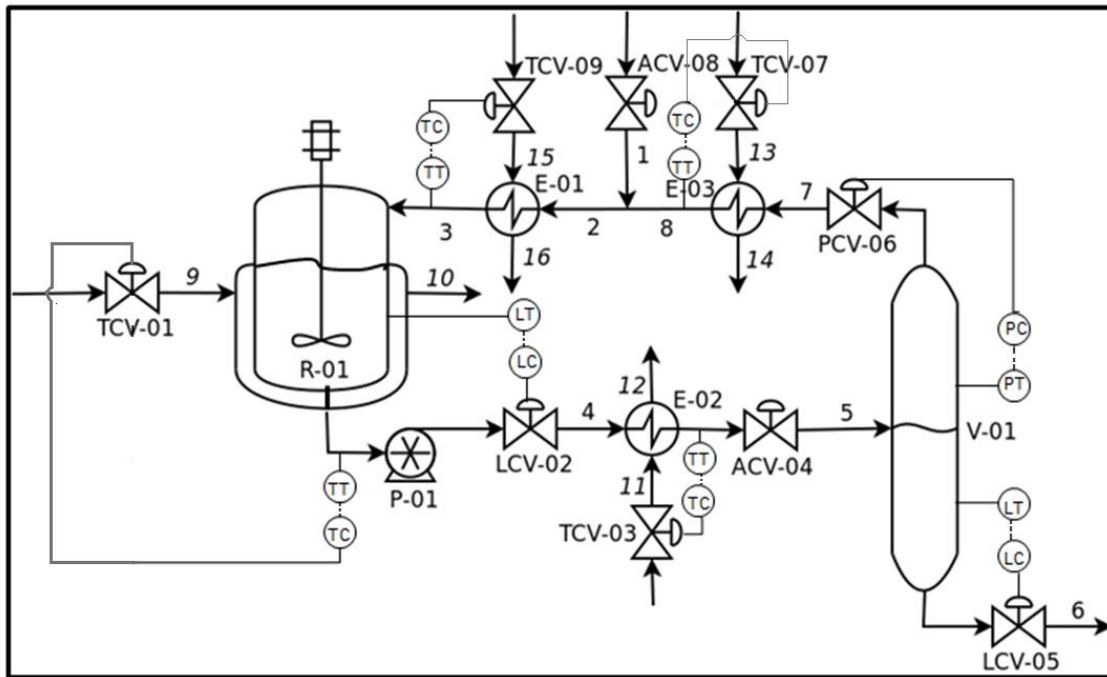 TCV-09
ACV-08
TCV-07
TC
TC
15
1
13
TT
TT
E-01
E-03
7
3
2
8
PCV-06
16
14
9
10
TCV-01
LT
PC
R-01
LC
12
E-02
PT
4
5
V-01
LCV-02
ACV-04
TT
P-01
11
TT
TC
LT
TC
TCV-03
LC
6
LCV-05